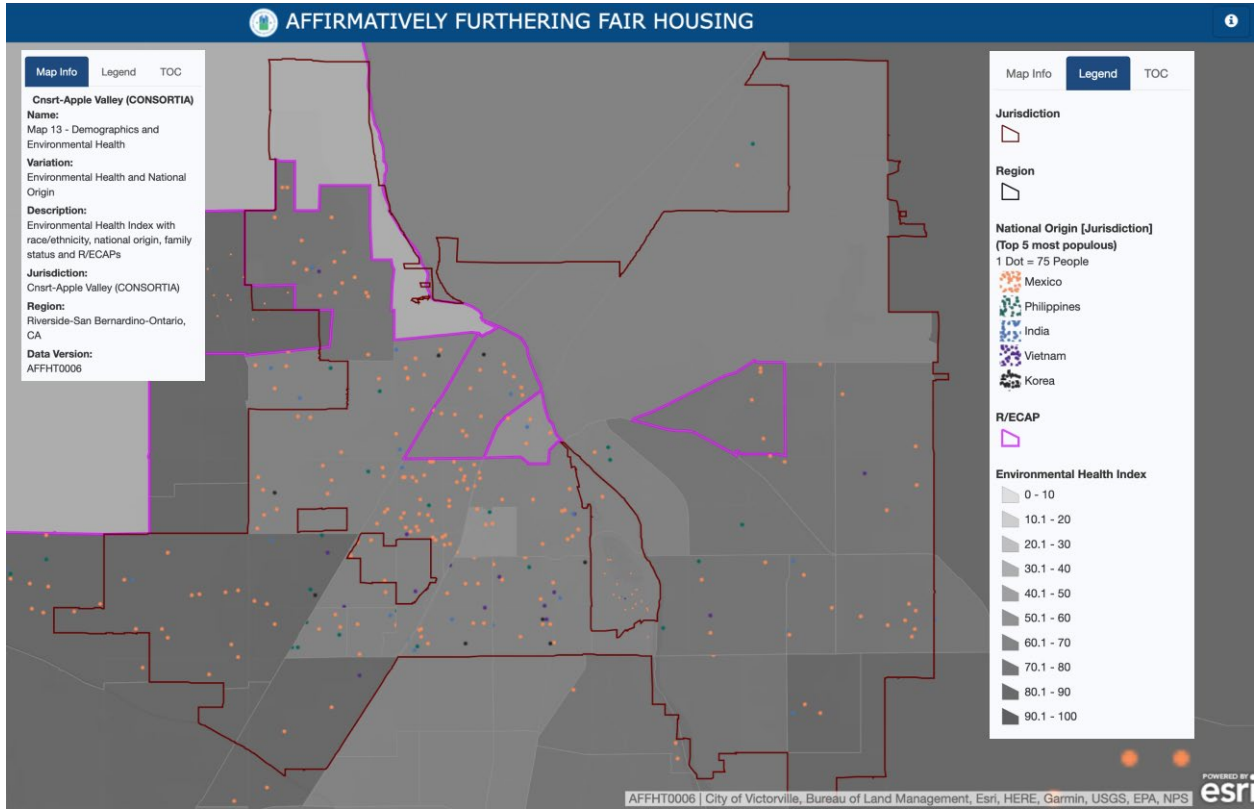 AFFIRMATIVELY FURTHERING FAIR HOUSING
Map Info Legend TOC
Cnsrt-Apple Valley (CONSORTIA)
Name:
Map 13 - Demographics and
Environmental Health
Variation:
Environmental Health and National
Origin
Description:
Environmental Health Index with
race/ethnicity, national origin, family
status and R/ECAPs
Jurisdiction:
Cnsrt-Apple Valley (CONSORTIA)
Region:
Riverside-San Bernardino-Ontario,
CA
Data Version:
AFFHT0006
Map Info Legend TOC
Jurisdiction
Region
National Origin [Jurisdiction]
(Top 5 most populous)
1 Dot = 75 People
Mexico
Philippines
India
Vietnam
Korea
R/ECAP
Environmental Health Index
0 - 10
10.1 - 20
20.1 - 30
30.1 - 40
40.1 - 50
50.1 - 60
60.1 - 70
70.1 - 80
80.1 - 90
90.1 - 100
AFFHT0006 | City of Victorville, Bureau of Land Management, Esri, HERE, Garmin, USGS, EPA, NPS
POWERED BY
esri